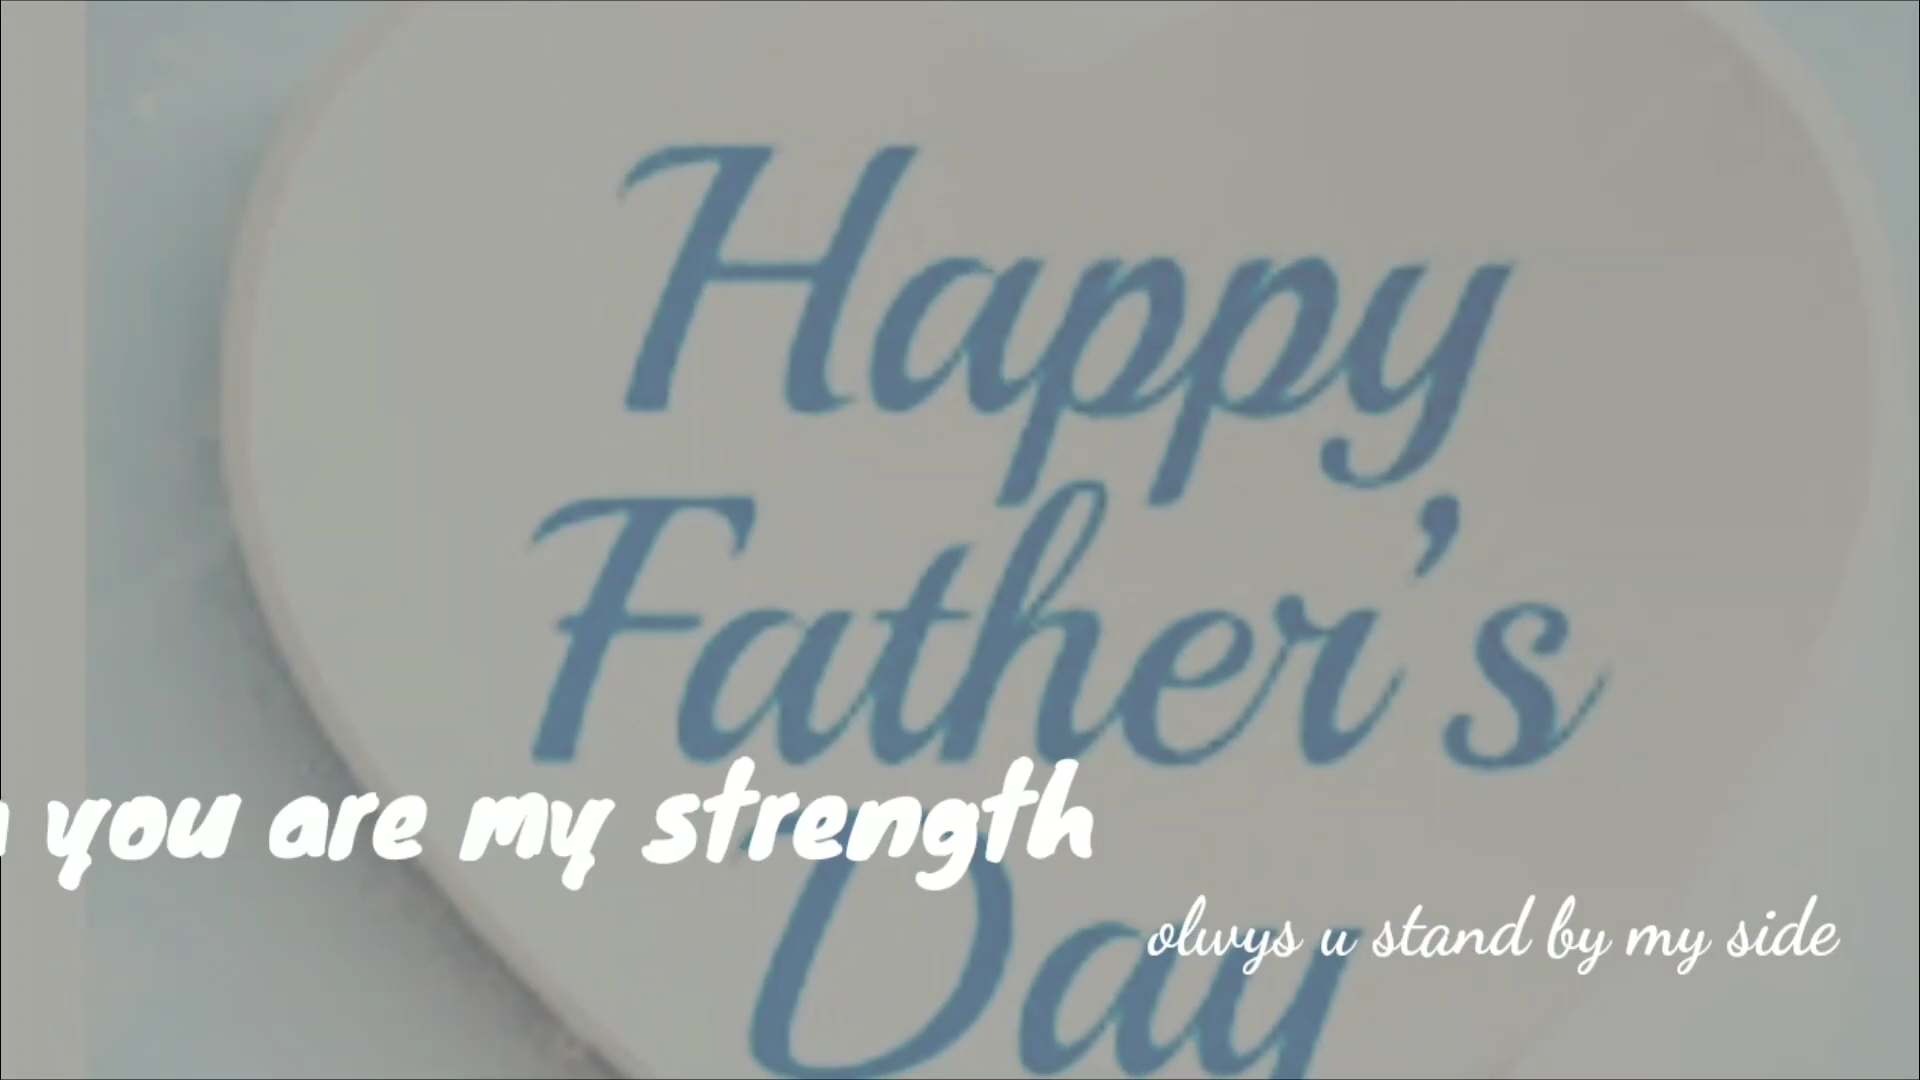 Happy
Father's
Day
you are my strength
olwys u stand by my side